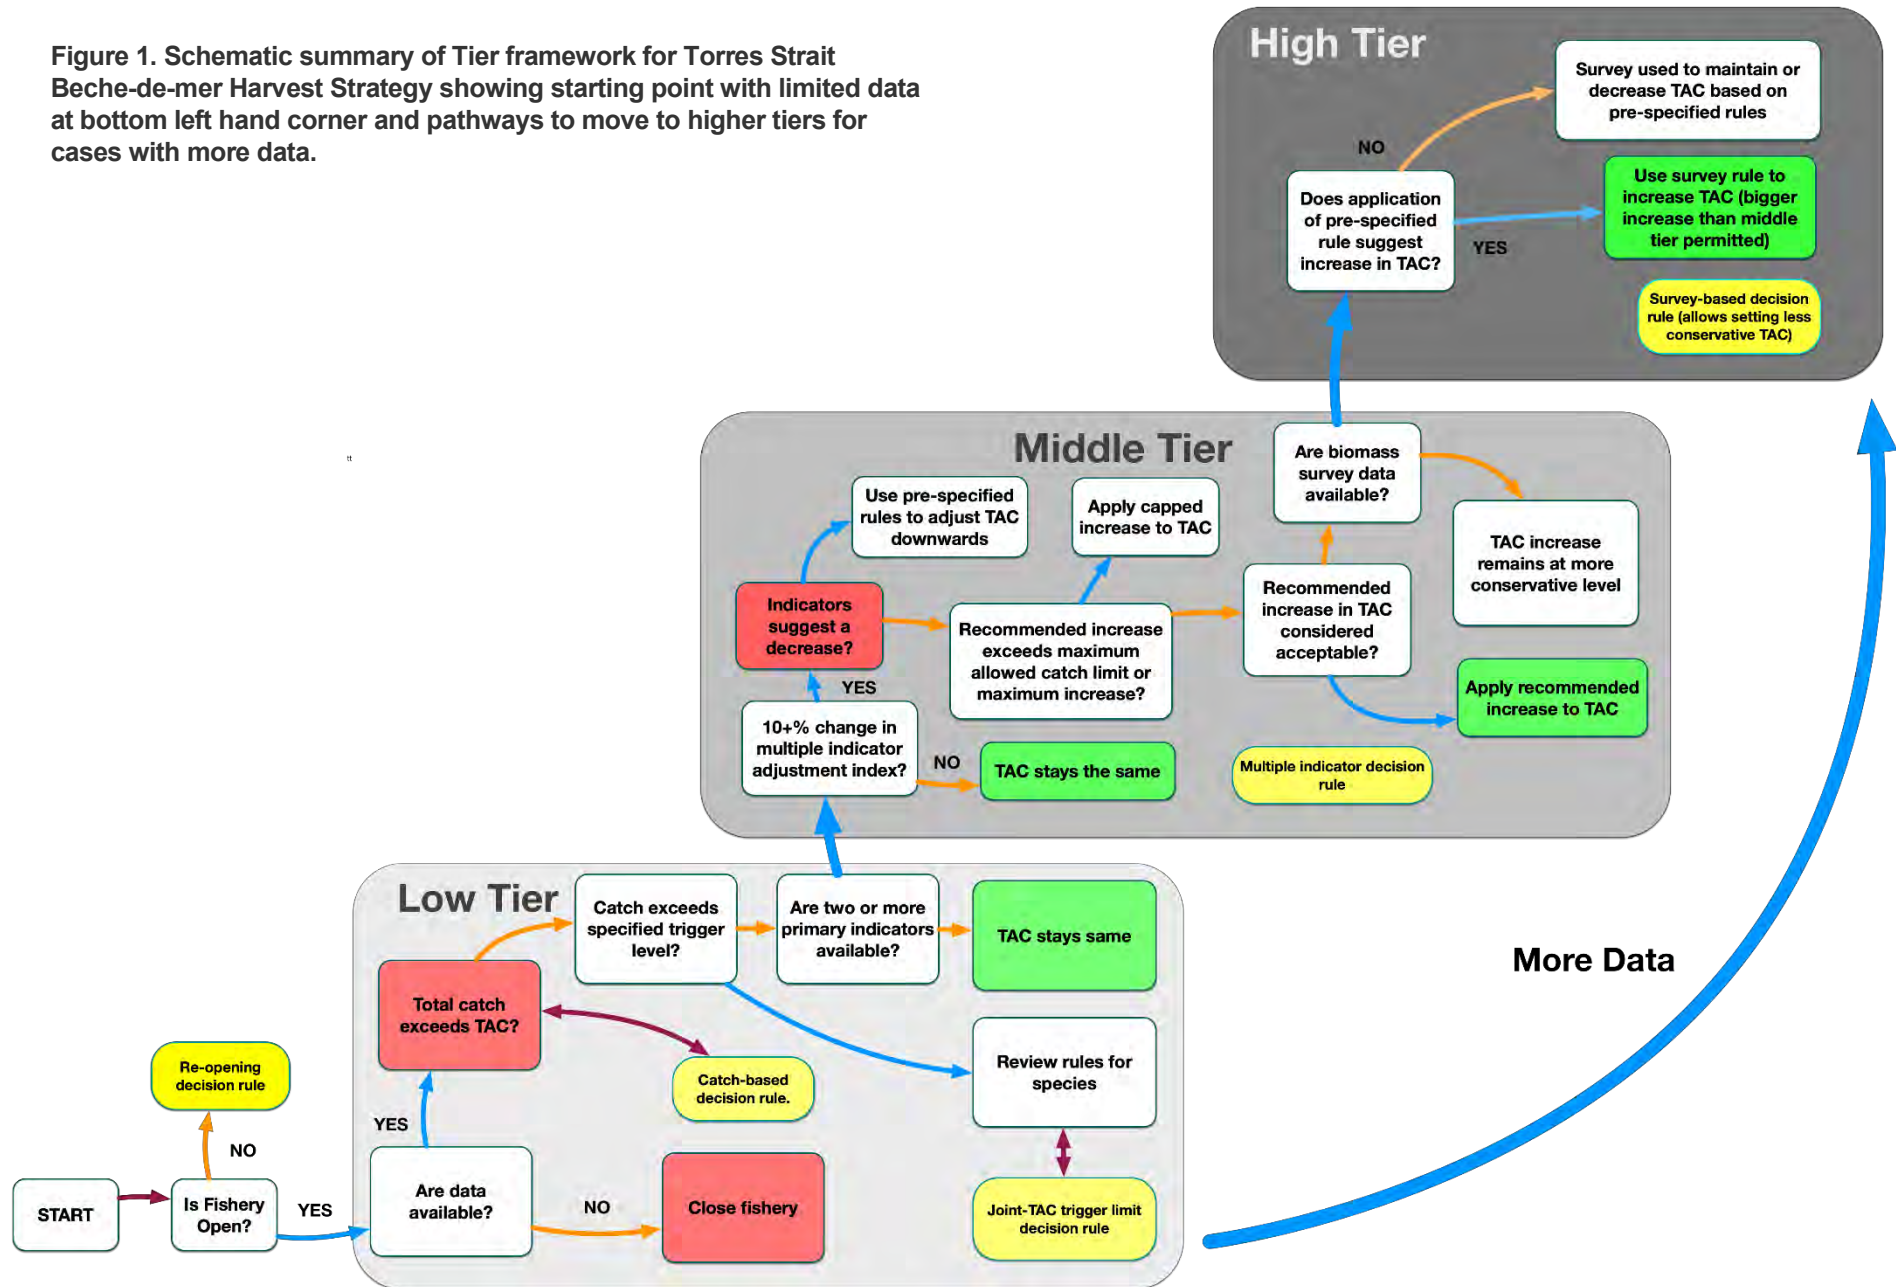 Figure 1. Schematic summary of Tier framework for Torres Strait
Beche-de-mer Harvest Strategy showing starting point with limited data
at bottom left hand corner and pathways to move to higher tiers for
cases with more data.
High Tier
Survey used to maintain or
decrease TAC based on
pre-specified rules
NO
Does application
of pre-specified
rule suggest
increase in TAC?
YES
Use survey rule to
increase TAC (bigger
increase than middle
tier permitted)
Survey-based decision
rule (allows setting less
conservative TAC)
tt
Middle Tier
Use pre-specified
rules to adjust TAC
downwards
Apply capped
increase to TAC
Are biomass
survey data
available?
TAC increase
remains at more
conservative level
Indicators
suggest a
decrease?
Recommended increase
exceeds maximum
allowed catch limit or
maximum increase?
Recommended
increase in TAC
considered
acceptable?
Apply recommended
increase to TAC
YES
10+% change in
multiple indicator
adjustment index?
NO
TAC stays the same
Multiple indicator decision
rule
Low Tier
Catch exceeds
specified trigger
level?
Are two or more
primary indicators
available?
TAC stays same
Total catch
exceeds TAC?
Catch-based
decision rule.
Review rules for
species
Joint-TAC trigger limit
decision rule
YES
Are data
available?
NO
Close fishery
Re-opening
decision rule
NO
START
Is Fishery
Open?
YES
More Data